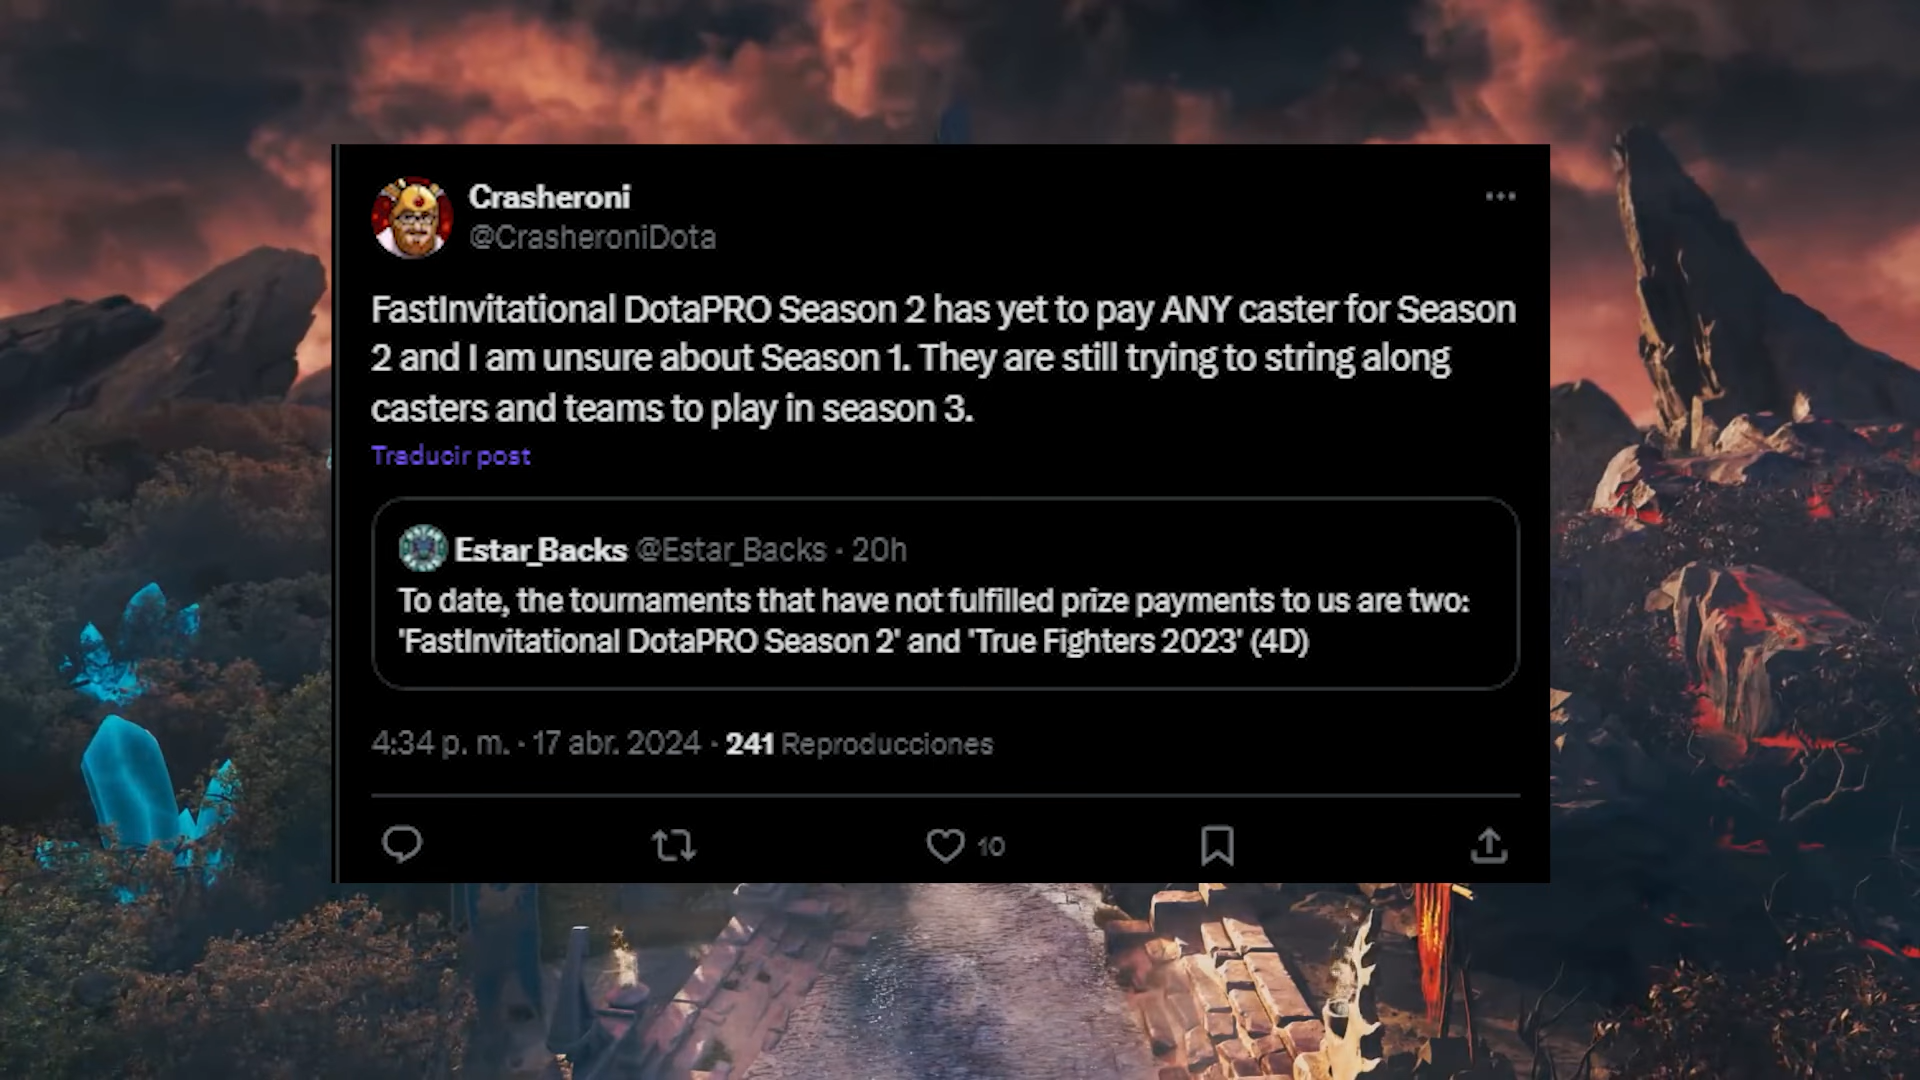 Crasheroni
@CrasheroniDota
FastInvitational DotaPRO Season 2 has yet to pay ANY caster for Season
2 and I am unsure about Season 1. They are still trying to string along
casters and teams to play in season 3.
Traducir post
Estar_Backs @Estar_Backs · 20h
To date, the tournaments that have not fulfilled prize payments to us are two:
'FastInvitational DotaPRO Season 2' and 'True Fighters 2023' (4D)
4:34 p. m. · 17 abr. 2024 · 241 Reproducciones
10